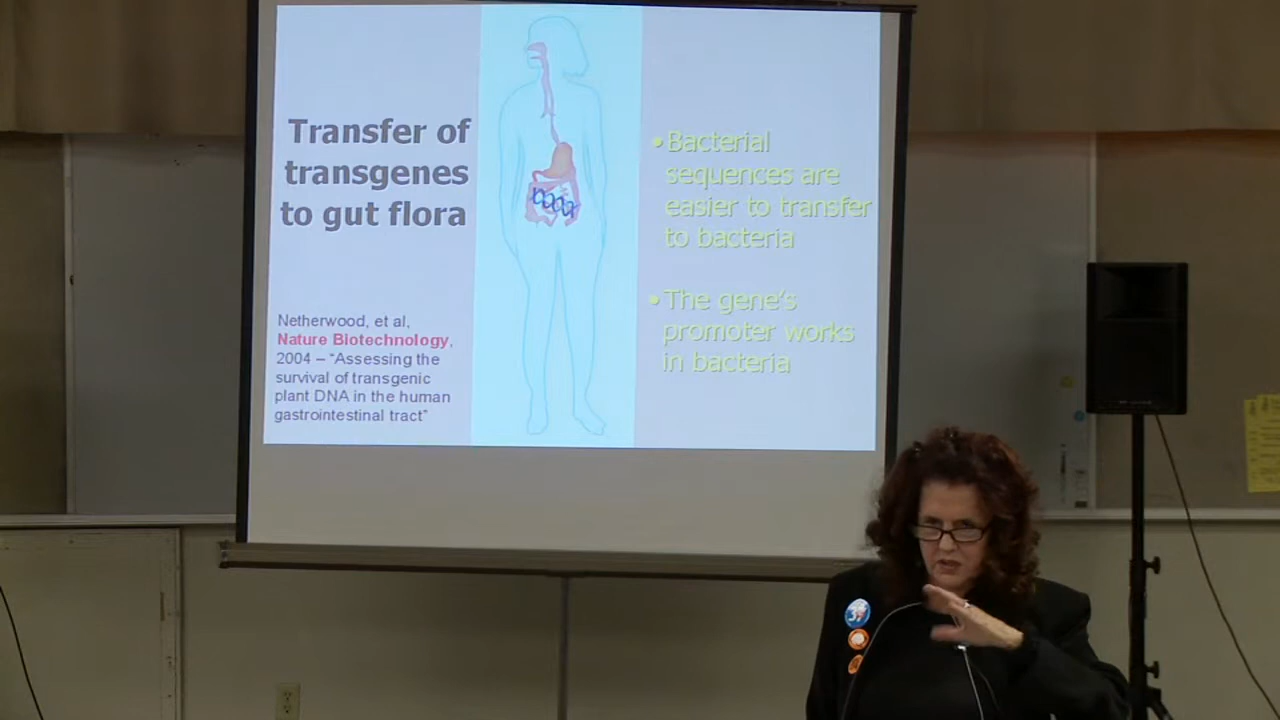 Transfer of
transgenes
to gut flora
Netherwood, et al,
Nature Biotechnology,
2004 – “Assessing the
survival of transgenic
plant DNA in the human
gastrointestinal tract”
•Bacterial
sequences are
easier to transfer
to bacteria
•The gene’s
promoter works
in bacteria